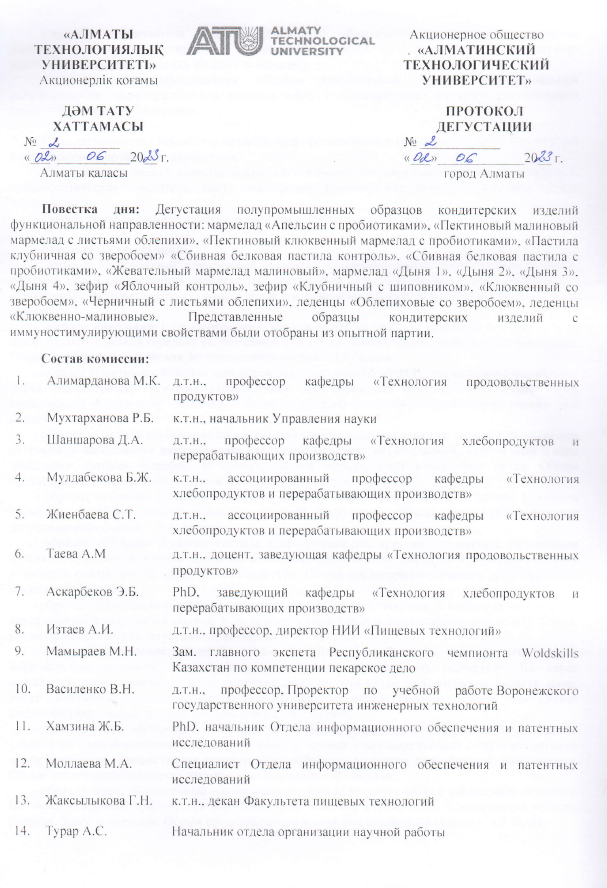 «АЛМАТЫ
ТЕХНОЛОГИЯЛЫҚ
УНИВЕРСИТЕТІ»
Акционерлік қоғамы
ATU ALMATY
TECHNOLOGICAL
UNIVERSITY
Акционерное общество
«АЛМАТИНСКИЙ
ТЕХНОЛОГИЧЕСКИЙ
УНИВЕРСИТЕТ»
ДӘМ ТАТУ
ХАТТАМАСЫ
№ 2
«02» 06 2023 г.
Алматы қаласы
ПРОТОКОЛ
ДЕГУСТАЦИИ
№ 2
«02» 06 2023 г.
город Алматы
Повестка дня: Дегустация полупромышленных образцов кондитерских изделий
функциональной направленности: мармелад «Апельсин с пробиотиками», «Пектиновый малиновый
мармелад с листьями облепихи», «Пектиновый клюквенный мармелад с пробиотиками», «Пастила
клубничная со зверобоем» «Сбивная белковая пастила контроль», «Сбивная белковая пастила с
пробиотиками», «Жевательный мармелад малиновый», мармелад «Дыня 1», «Дыня 2», «Дыня 3»,
«Дыня 4», зефир «Яблочный контроль», зефир «Клубничный с шиповником», «Клюквенный со
зверобоем», «Черничный с листьями облепихи», леденцы «Облепиховые со зверобоем», леденцы
«Клюквенно-малиновые». Представленные образцы кондитерских изделий с
иммуностимулирующими свойствами были отобраны из опытной партии.
Состав комиссии:
1. Алимарданова М.К. д.т.н., профессор кафедры «Технология продовольственных
продуктов»
2. Мухтарханова Р.Б. к.т.н., начальник Управления науки
3. Шаншарова Д.А. д.т.н., профессор кафедры «Технология хлебопродуктов и
перерабатывающих производств»
4. Мулдабекова Б.Ж. к.т.н., ассоциированный профессор кафедры «Технология
хлебопродуктов и перерабатывающих производств»
5. Жиенбаева С.Т. д.т.н., ассоциированный профессор кафедры «Технология
хлебопродуктов и перерабатывающих производств»
6. Таева А.М д.т.н., доцент, заведующая кафедры «Технология продовольственных
продуктов»
7. Аскарбеков Э.Б. PhD, заведующий кафедры «Технология хлебопродуктов и
перерабатывающих производств»
8. Изтаев А.И. д.т.н., профессор, директор НИИ «Пищевых технологий»
9. Мамыраев М.Н. Зам. главного экспета Республиканского чемпионта Woldskills
Казахстан по компетенции пекарское дело
10. Василенко В.Н. д.т.н., профессор, Проректор по учебной работе Воронежского
государственного университета инженерных технологий
11. Хамзина Ж.Б. PhD, начальник Отдела информационного обеспечения и патентных
исследований
12. Моллаева М.А. Специалист Отдела информационного обеспечения и патентных
исследований
13. Жаксылыкова Г.Н. к.т.н., декан Факультета пищевых технологий
14. Турар А.С. Начальник отдела организации научной работы